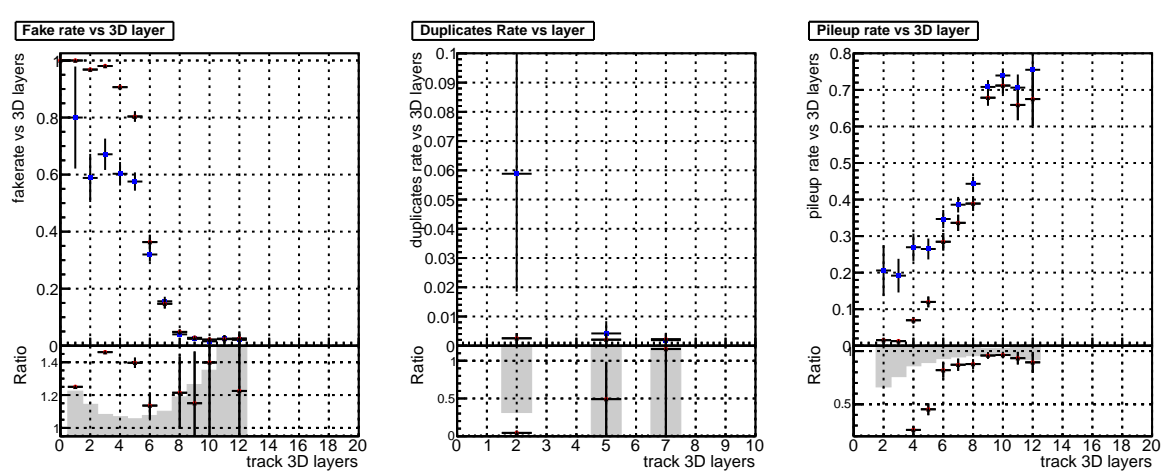 Fake rate vs 3D layer
fakerate vs 3D layers
1
0.8
0.6
0.4
0.2
0
Ratio
1.4
1.2
1
0 2 4 6 8 10 12 14 16 18 20
track 3D layers
Duplicates Rate vs layer
duplicates rate vs 3D layers
0.1
0.09
0.08
0.07
0.06
0.05
0.04
0.03
0.02
0.01
0
Ratio
1
0.5
0
0 1 2 3 4 5 6 7 8 9 10
track 3D layers
Pileup rate vs 3D layer
pileup rate vs 3D layers
0.8
0.7
0.6
0.5
0.4
0.3
0.2
0.1
0
Ratio
1
0.5
0 2 4 6 8 10 12 14 16 18 20
track 3D layers